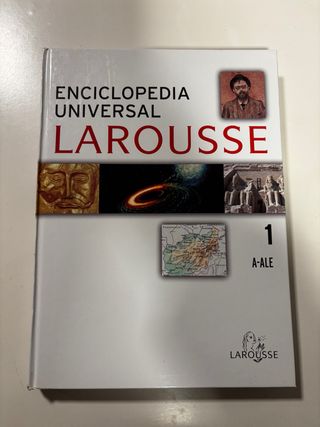 ENCICLOPEDIA
UNIVERSAL
LAROUSSE
1
A-ALE
LAROUSSE